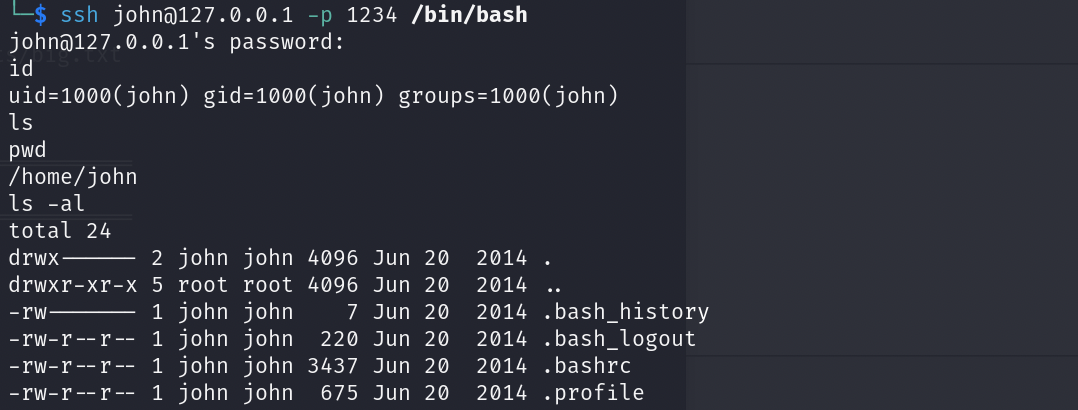 └─$ ssh john@127.0.0.1 -p 1234 /bin/bash
john@127.0.0.1's password:
id
uid=1000(john) gid=1000(john) groups=1000(john)
ls
pwd
/home/john
ls -al
total 24
drwx------ 2 john john 4096 Jun 20  2014 .
drwxr-xr-x 5 root root 4096 Jun 20  2014 ..
-rw------- 1 john john    7 Jun 20  2014 .bash_history
-rw-r--r-- 1 john john  220 Jun 20  2014 .bash_logout
-rw-r--r-- 1 john john 3437 Jun 20  2014 .bashrc
-rw-r--r-- 1 john john  675 Jun 20  2014 .profile